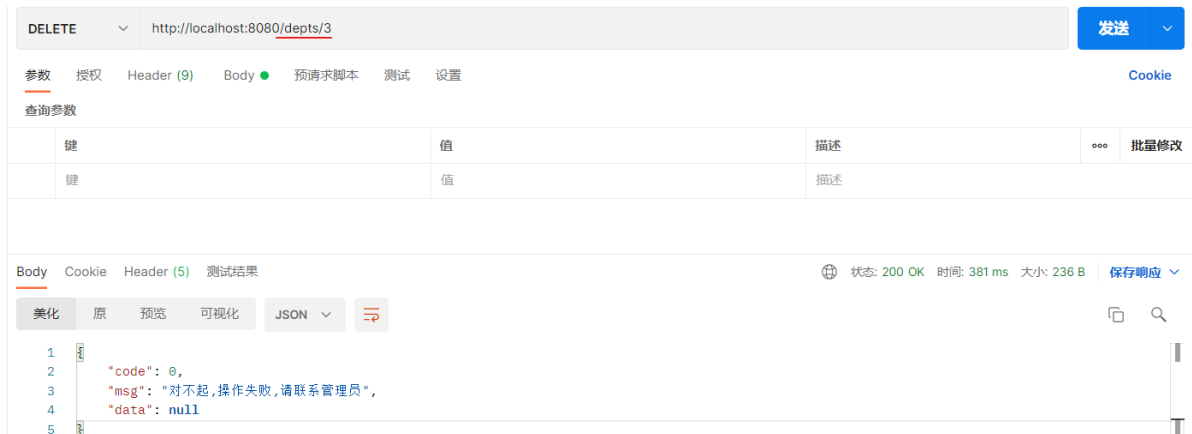 DELETE http://localhost:8080/depts/3 发送
参数 授权 Header (9) Body 预请求脚本 测试 设置 Cookie
查询参数
键 值 描述 批量修改
键 值 描述
Body Cookie Header (5) 测试结果 状态: 200 OK 时间: 381 ms 大小: 236 B 保存响应
美化 原 预览 可视化 JSON
1 {
2 "code": 0,
3 "msg": "对不起,操作失败,请联系管理员",
4 "data": null
5 }